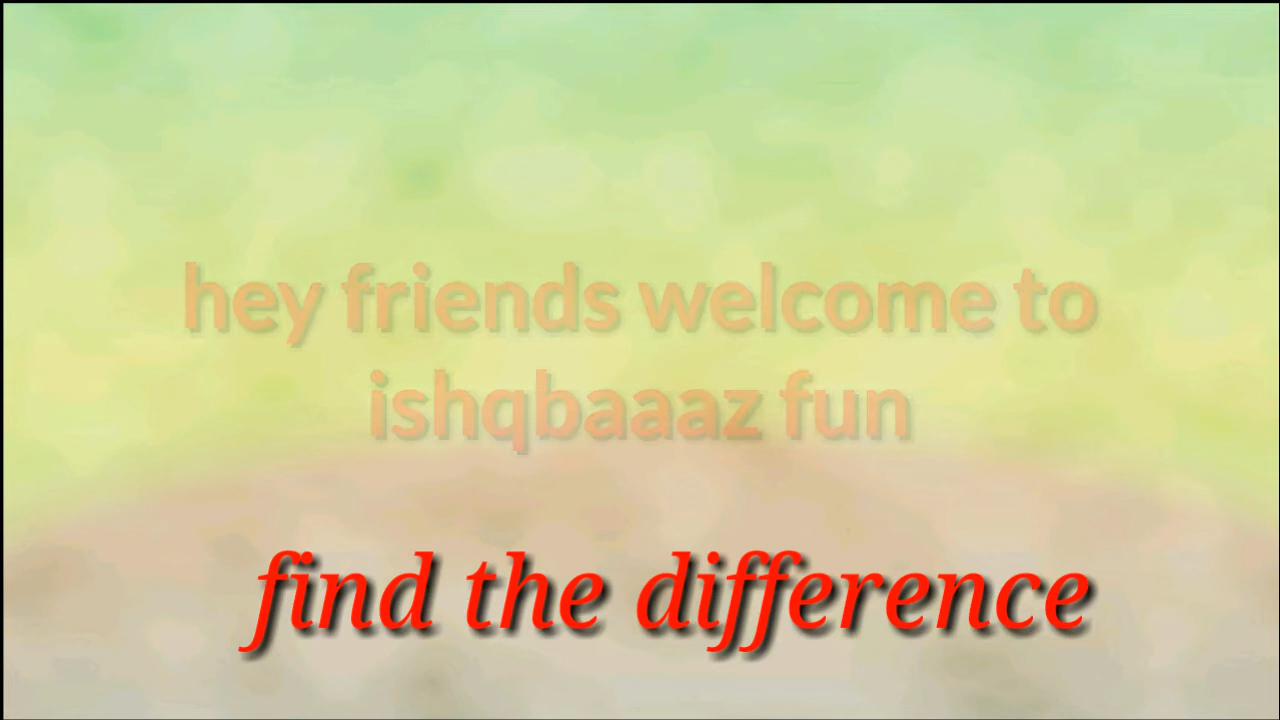 hey friends welcome to
ishqbaaaz fun
find the difference